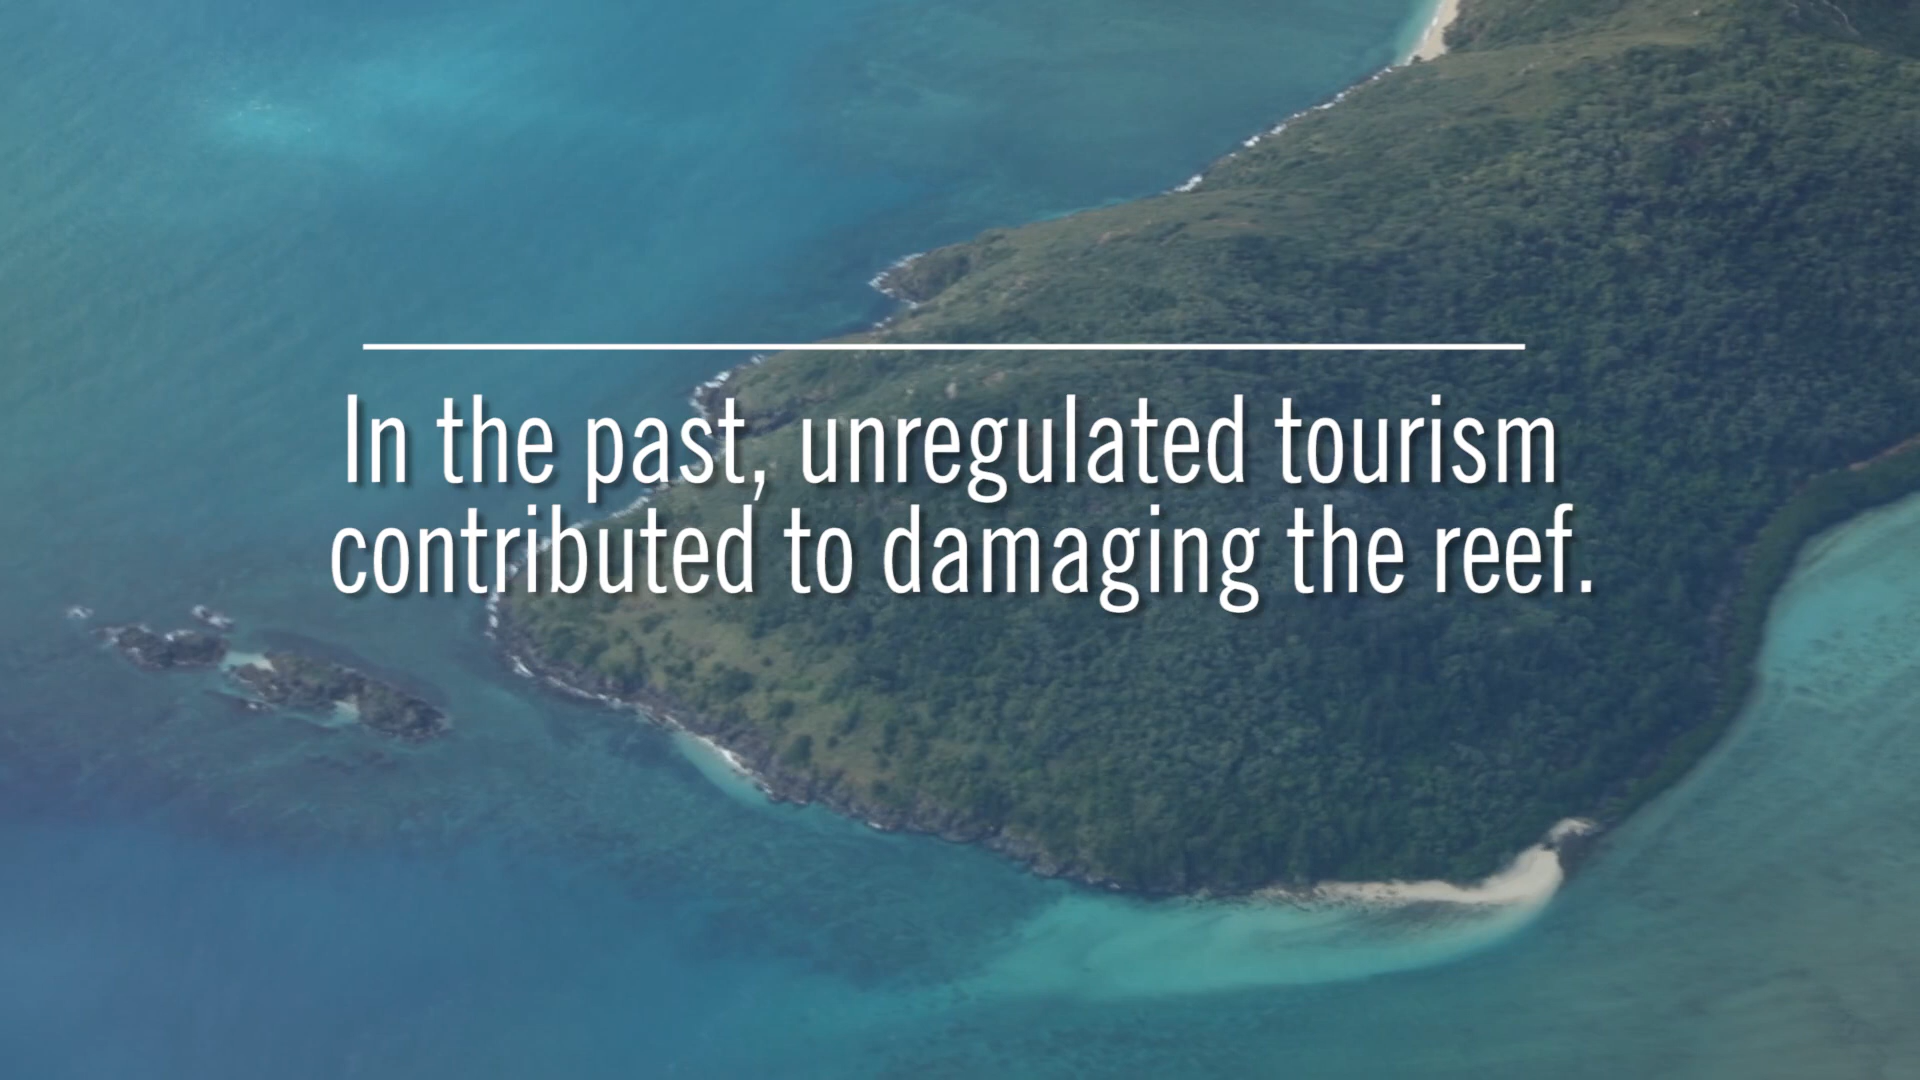 In the past, unregulated tourism
contributed to damaging the reef.